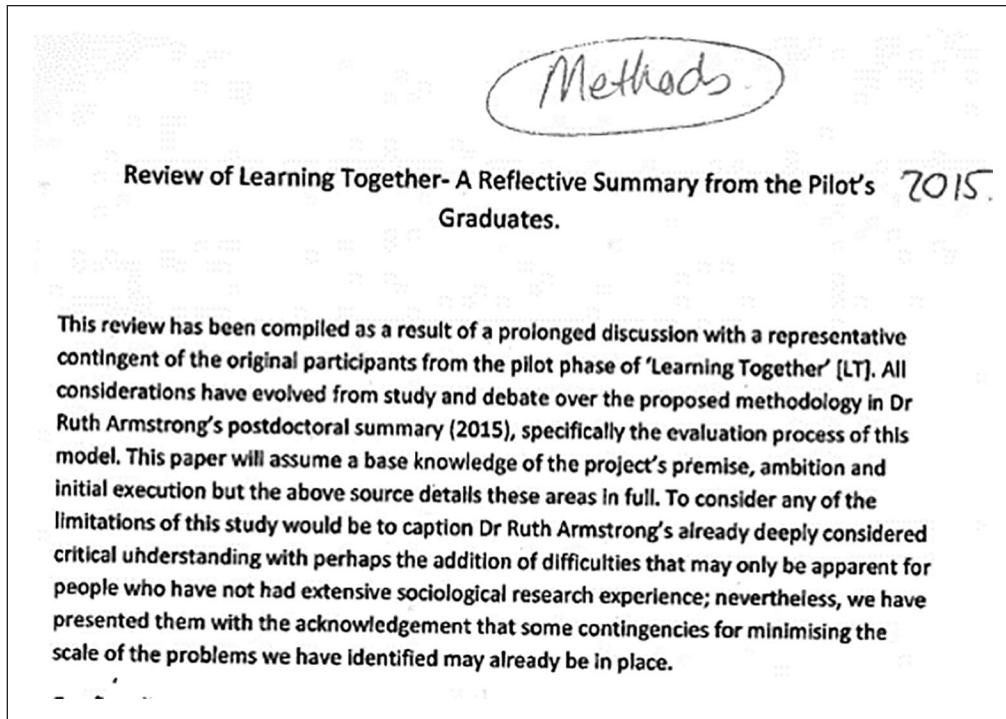 Methods.
Review of Learning Together- A Reflective Summary from the Pilot's 2015.
Graduates.
This review has been compiled as a result of a prolonged discussion with a representative
contingent of the original participants from the pilot phase of 'Learning Together' [LT]. All
considerations have evolved from study and debate over the proposed methodology in Dr
Ruth Armstrong's postdoctoral summary (2015), specifically the evaluation process of this
model. This paper will assume a base knowledge of the project's premise, ambition and
initial execution but the above source details these areas in full. To consider any of the
limitations of this study would be to caption Dr Ruth Armstrong's already deeply considered
critical understanding with perhaps the addition of difficulties that may only be apparent for
people who have not had extensive sociological research experience; nevertheless, we have
presented them with the acknowledgement that some contingencies for minimising the
scale of the problems we have identified may already be in place.